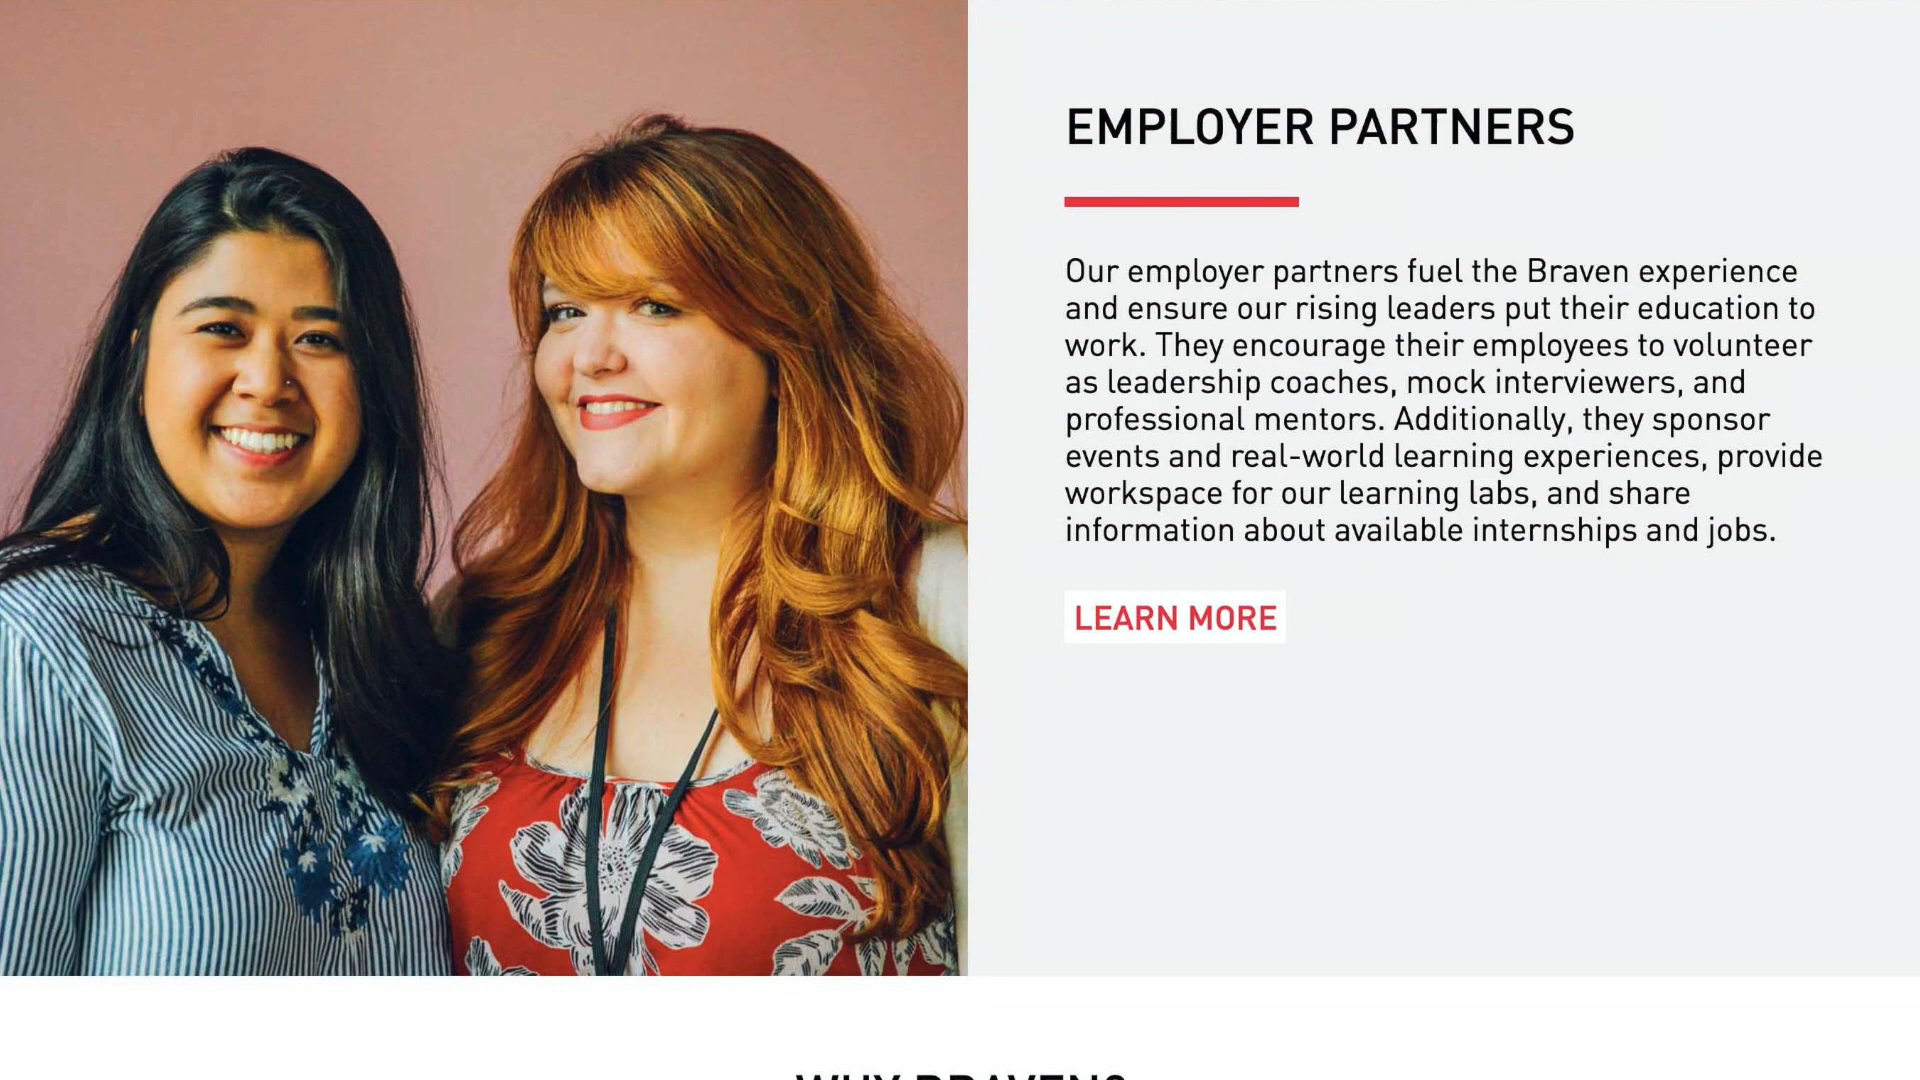 EMPLOYER PARTNERS
Our employer partners fuel the Braven experience
and ensure our rising leaders put their education to
work. They encourage their employees to volunteer
as leadership coaches, mock interviewers, and
professional mentors. Additionally, they sponsor
events and real-world learning experiences, provide
workspace for our learning labs, and share
information about available internships and jobs.
LEARN MORE
WHY BRAVEN?